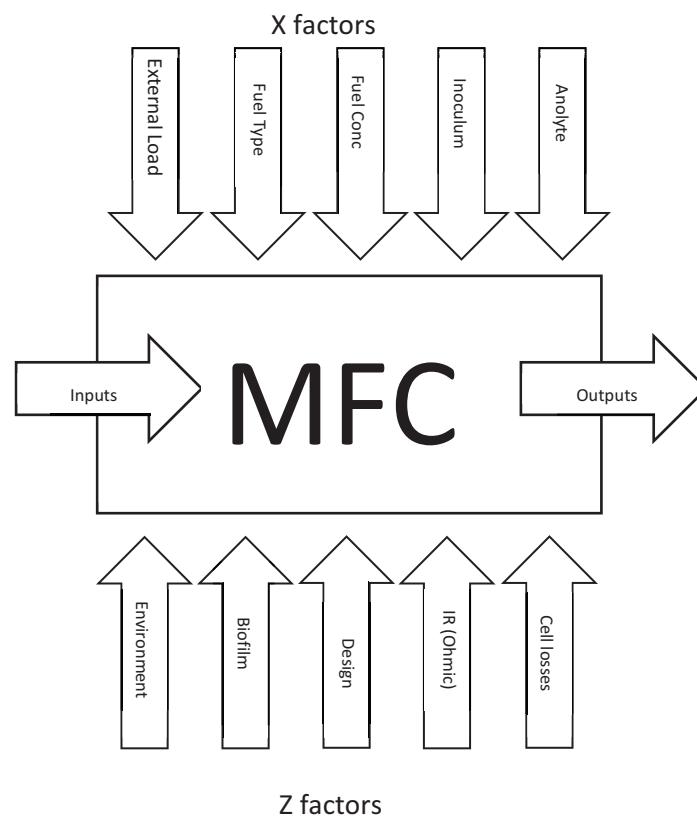 X factors
External Load
Fuel Type
Fuel Conc
Inoculum
Anolyte
Inputs
MFC
Outputs
Environment
Biofilm
Design
IR (Ohmic)
Cell losses
Z factors